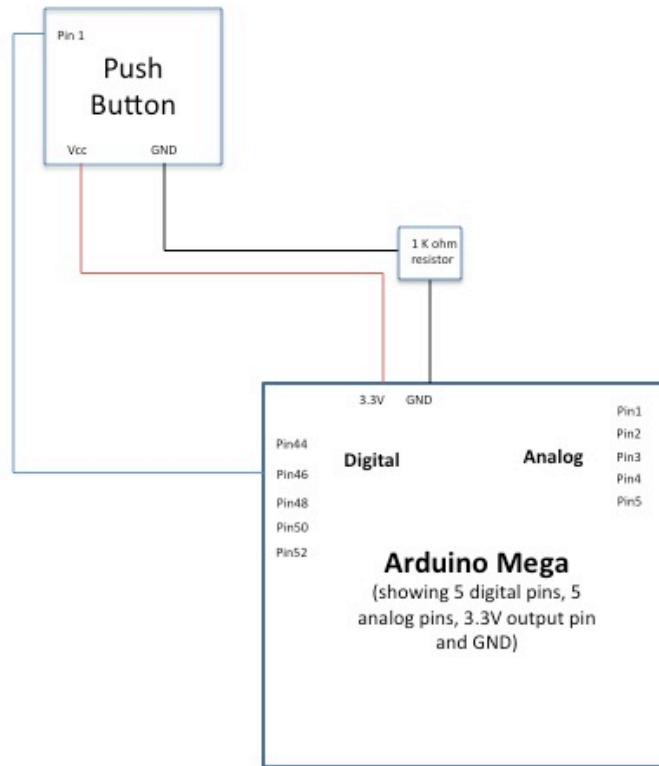 Pin 1
Push
Button
Vcc
GND
1 K ohm
resistor
3.3V
GND
Pin44
Pin46
Pin48
Pin50
Pin52
Digital
Analog
Pin1
Pin2
Pin3
Pin4
Pin5
Arduino Mega
(showing 5 digital pins, 5
analog pins, 3.3V output pin
and GND)